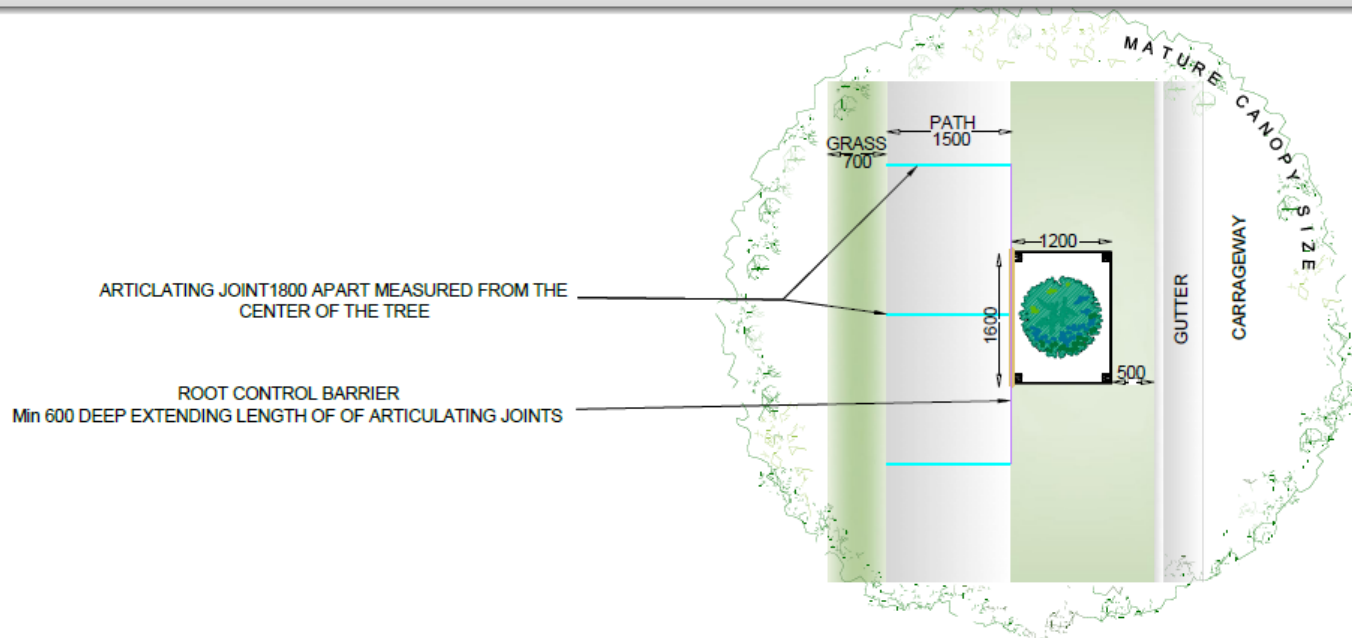 MATURE CANOPY SIZE
PATH
1500
GRASS
700
1200
CARRAGEWAY
GUTTER
ARTICLATING JOINT1800 APART MEASURED FROM THE
CENTER OF THE TREE
1600
500
ROOT CONTROL BARRIER
Min 600 DEEP EXTENDING LENGTH OF OF ARTICULATING JOINTS